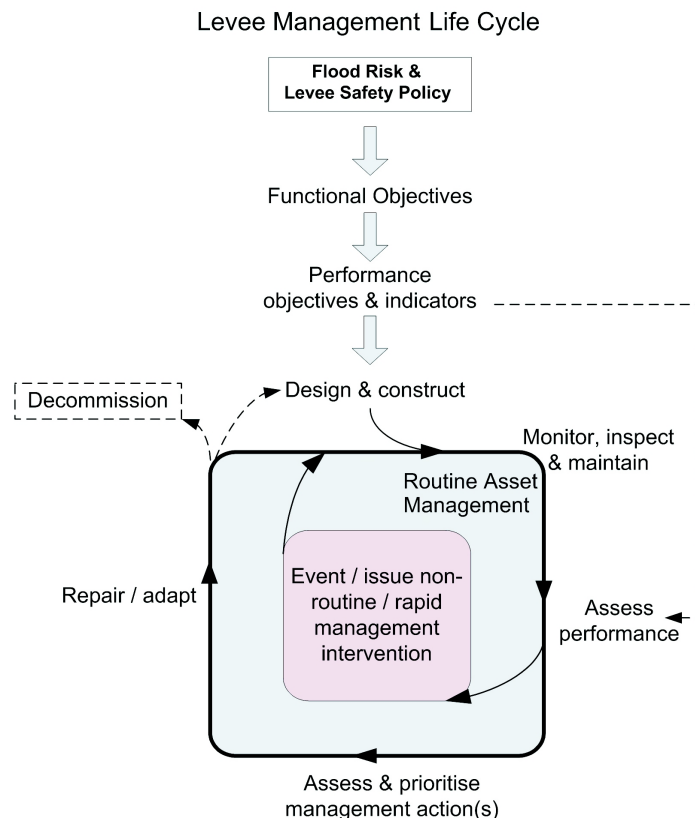 Levee Management Life Cycle
Flood Risk &
Levee Safety Policy
Functional Objectives
Performance
objectives & indicators
Design & construct
Decommission
Monitor, inspect
& maintain
Routine Asset
Management
Event / issue non-
routine / rapid
management
intervention
Repair / adapt
Assess
performance
Assess & prioritise
management action(s)